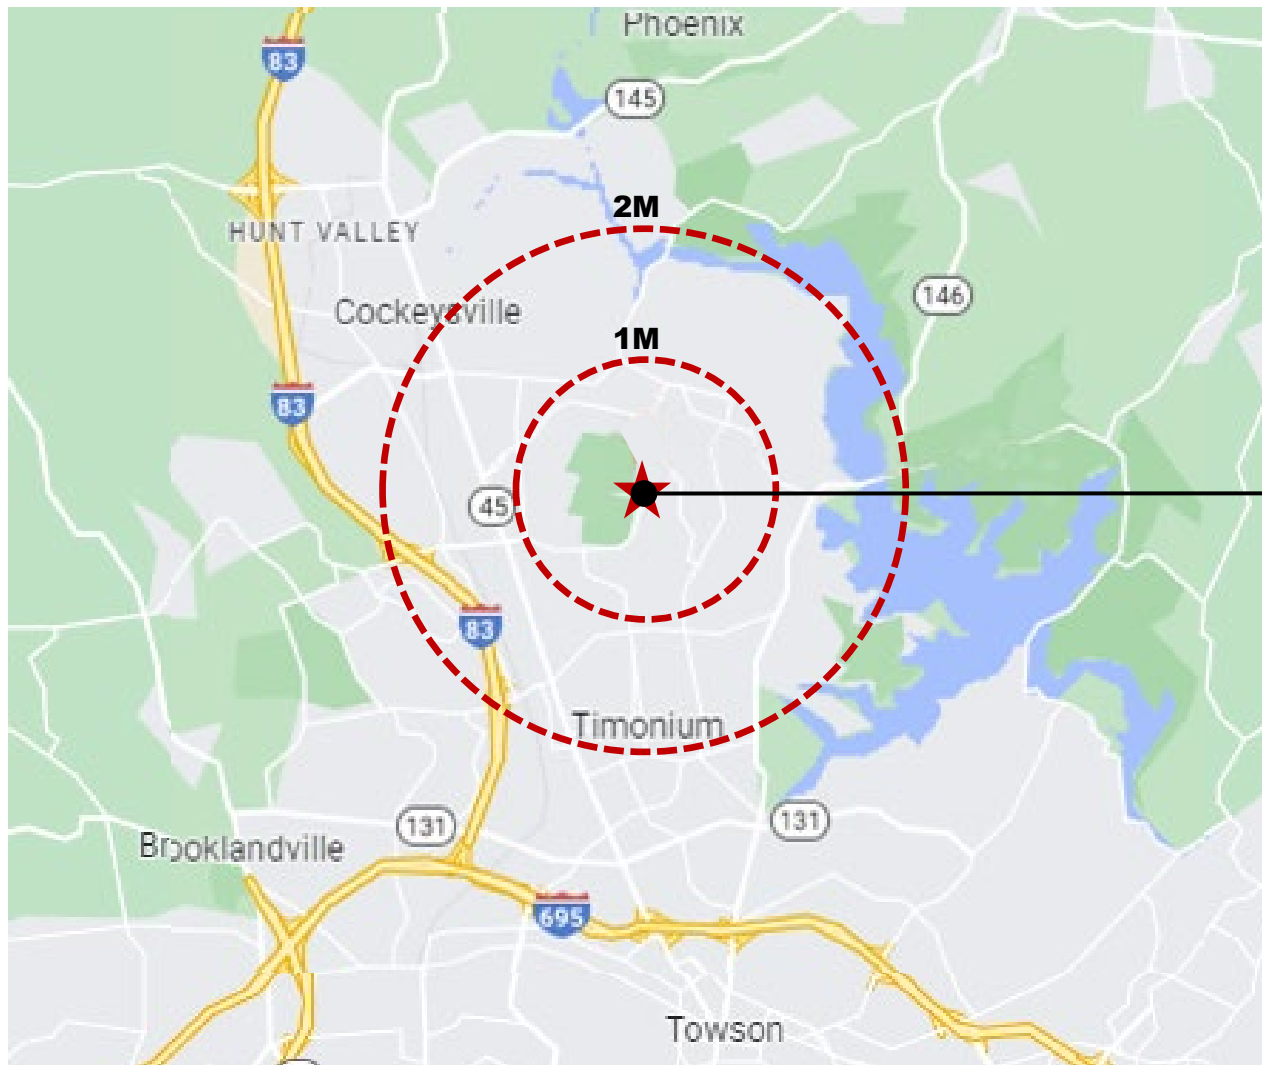 Phoenix
83
145
2M
HUNT VALLEY
146
Cockeysville
1M
83
45
83
Timonium
131
131
Brooklandville
695
Towson